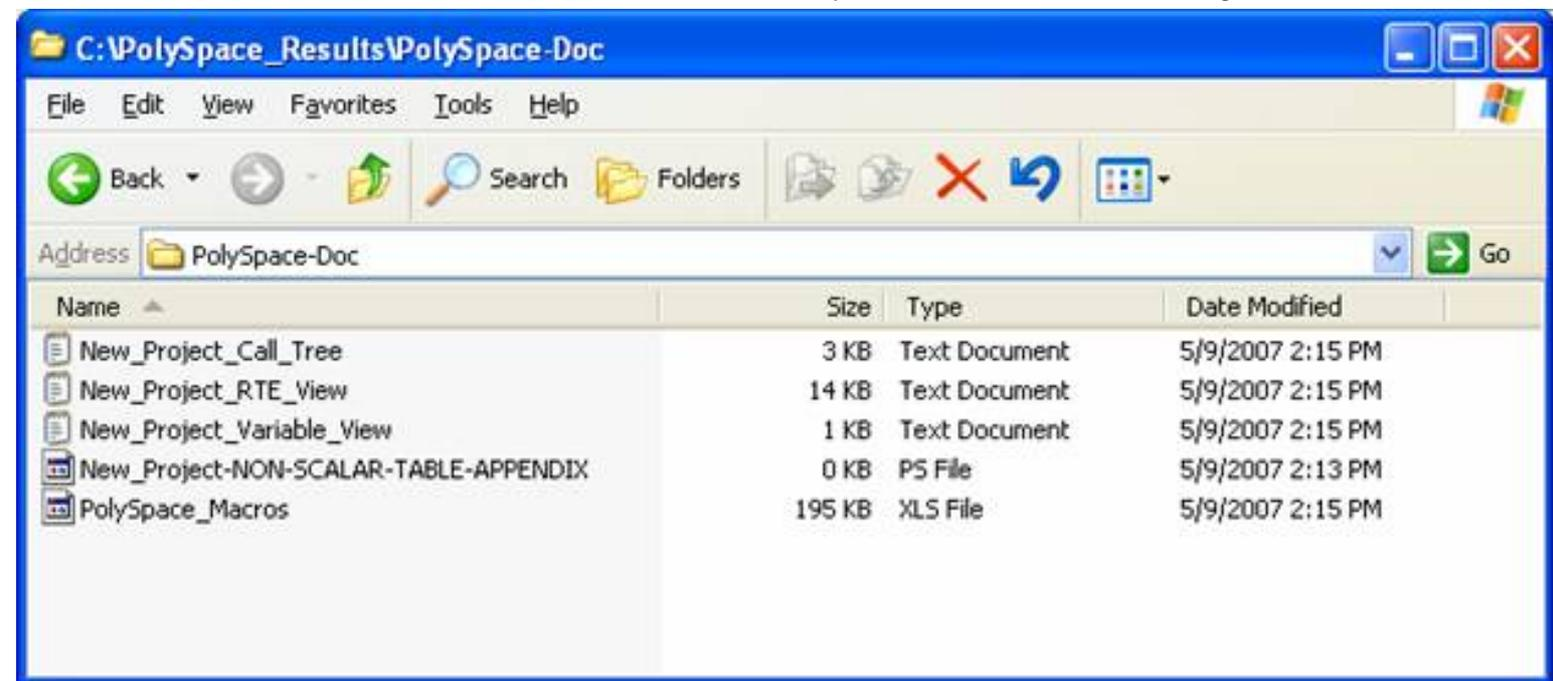 C:\PolySpace_Results\PolySpace-Doc
File Edit View Favorites Tools Help
Back Search Folders
Address PolySpace-Doc Go
Name Size Type Date Modified
New_Project_Call_Tree 3 KB Text Document 5/9/2007 2:15 PM
New_Project_RTE_View 14 KB Text Document 5/9/2007 2:15 PM
New_Project_Variable_View 1 KB Text Document 5/9/2007 2:15 PM
New_Project-NON-SCALAR-TABLE-APPENDIX 0 KB PS File 5/9/2007 2:13 PM
PolySpace_Macros 195 KB XLS File 5/9/2007 2:15 PM